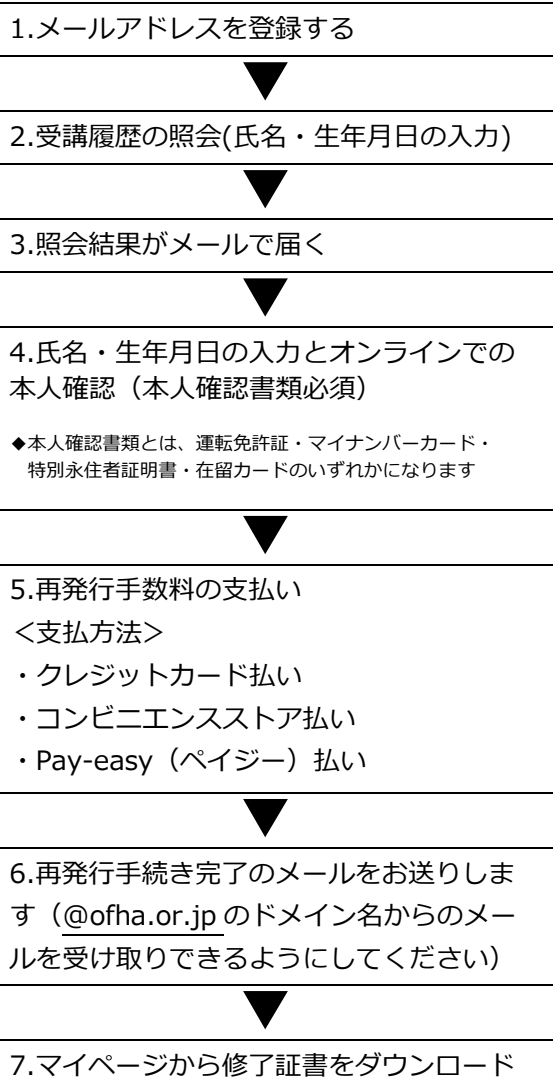 1.メールアドレスを登録する
2.受講履歴の照会(氏名・生年月日の入力)
3.照会結果がメールで届く
4.氏名・生年月日の入力とオンラインでの
本人確認（本人確認書類必須）
◆本人確認書類とは、運転免許証・マイナンバーカード・
特別永住者証明書・在留カードのいずれかになります
5.再発行手数料の支払い
＜支払方法＞
・クレジットカード払い
・コンビニエンスストア払い
・Pay-easy（ペイジー）払い
6.再発行手続き完了のメールをお送りしま
す（@ofha.or.jp のドメイン名からのメー
ルを受け取りできるようにしてください）
7.マイページから修了証書をダウンロード